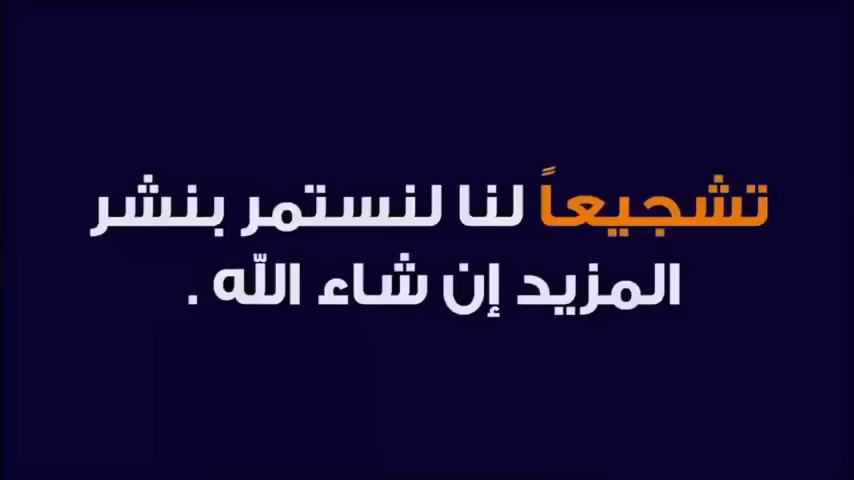 تشجيعاً لنا لنستمر بنشر
المزيد إن شاء الله .